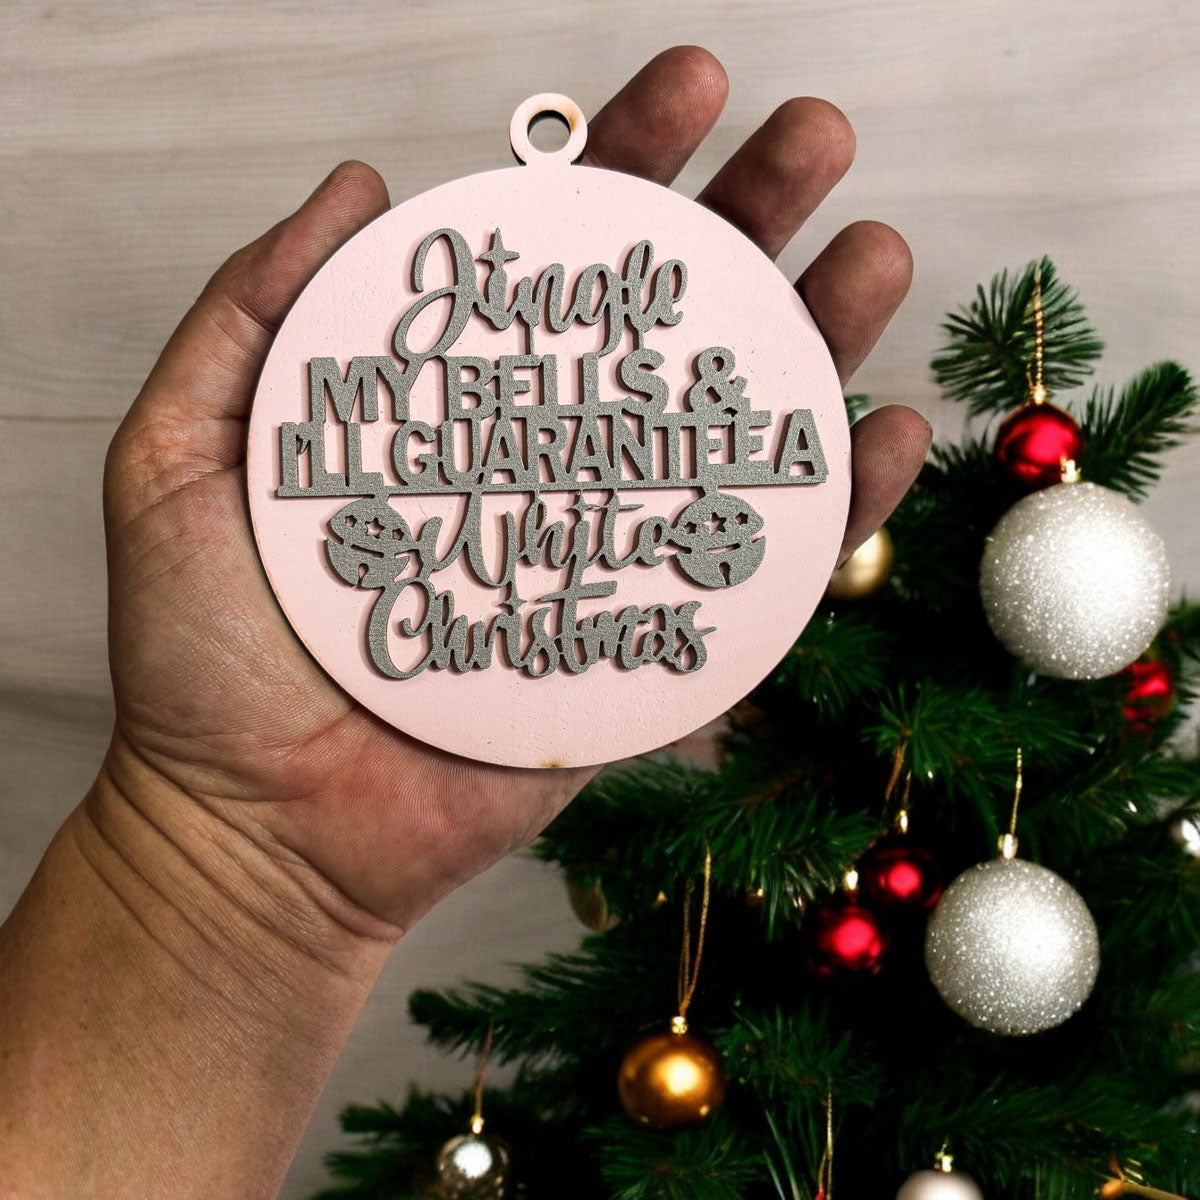 Jingle
MY BELLS &
I'LL GUARANTEE A
White
Christmas